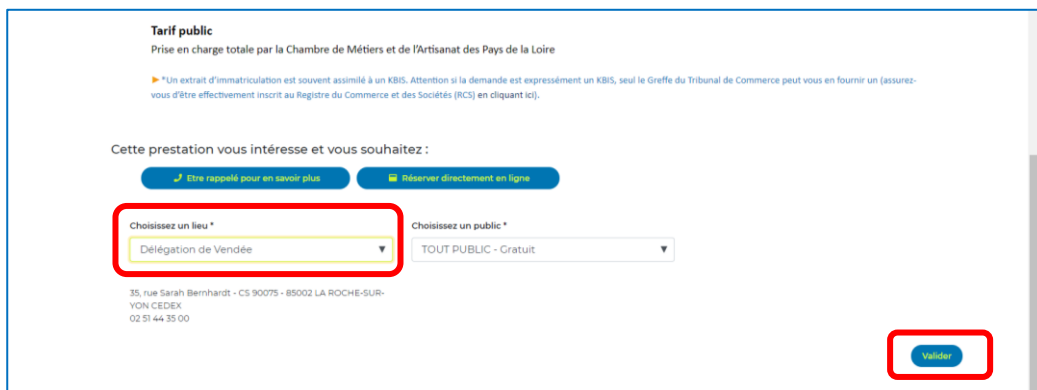 Tarif public
Prise en charge totale par la Chambre de Métiers et de l'Artisanat des Pays de la Loire
*Un extrait d'immatriculation est souvent assimilé à un KBIS. Attention si la demande est expressément un KBIS, seul le Greffe du Tribunal de Commerce peut vous en fournir un (assurez-
vous d'être effectivement inscrit au Registre du Commerce et des Sociétés (RCS) en cliquant ici).
Cette prestation vous intéresse et vous souhaitez :
Etre rappelé pour en savoir plus
Réserver directement en ligne
Choisissez un lieu *
Choisissez un public *
Délégation de Vendée
TOUT PUBLIC - Gratuit
35, rue Sarah Bernhardt - CS 90075 - 85002 LA ROCHE-SUR-
YON CEDEX
02 51 44 35 00
Valider